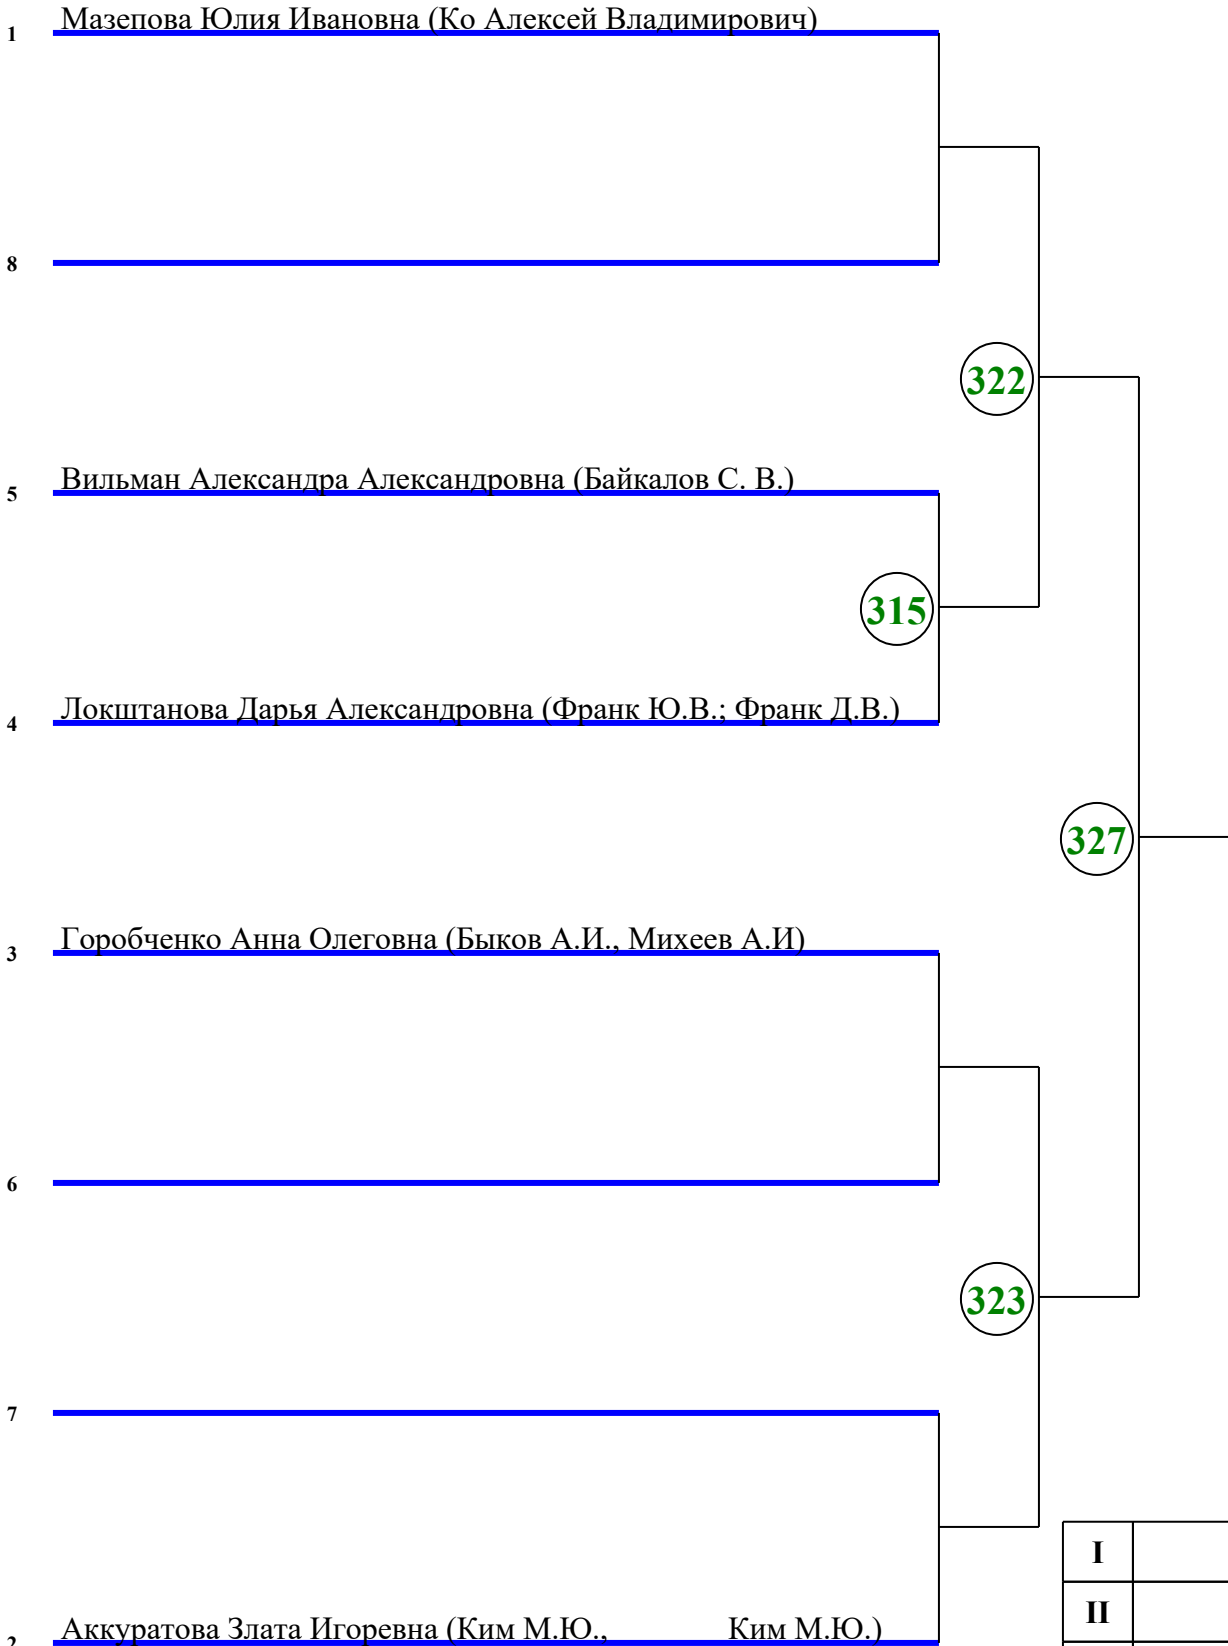 1 Мазепова Юлия Ивановна (Ко Алексей Владимирович)
8
322
5 Вильман Александра Александровна (Байкалов С. В.)
315
4 Локштанова Дарья Александровна (Франк Ю.В.; Франк Д.В.)
327
3 Горобченко Анна Олеговна (Быков А.И., Михеев А.И)
6
323
7
I
II
2 Аккуратова Злата Игоревна (Ким М.Ю., Ким М.Ю.)